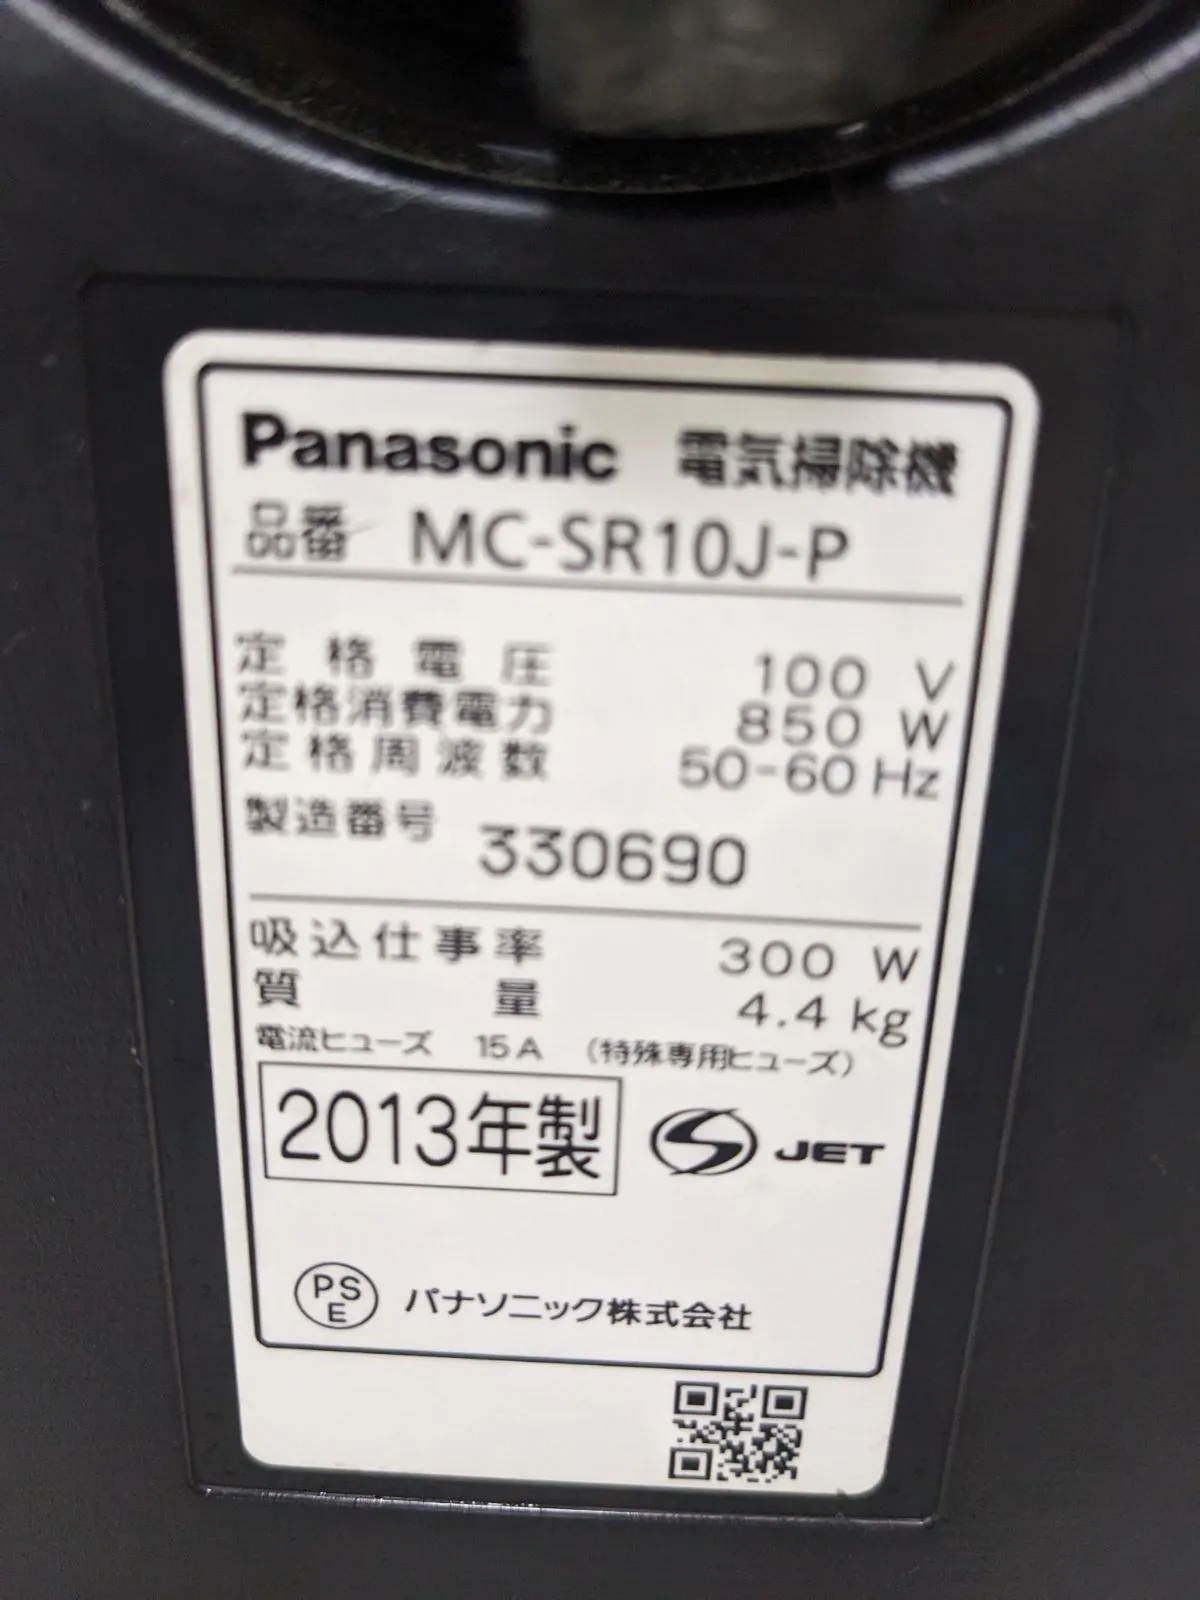 Panasonic 電気掃除機
品番 MC-SR10J-P
定格電圧 100 V
定格消費電力 850 W
定格周波数 50-60 Hz
製造番号 330690
吸込仕事率 300 W
質量 4.4 kg
電流ヒューズ 15A (特殊専用ヒューズ)
2013年製 S JET
PSE パナソニック株式会社